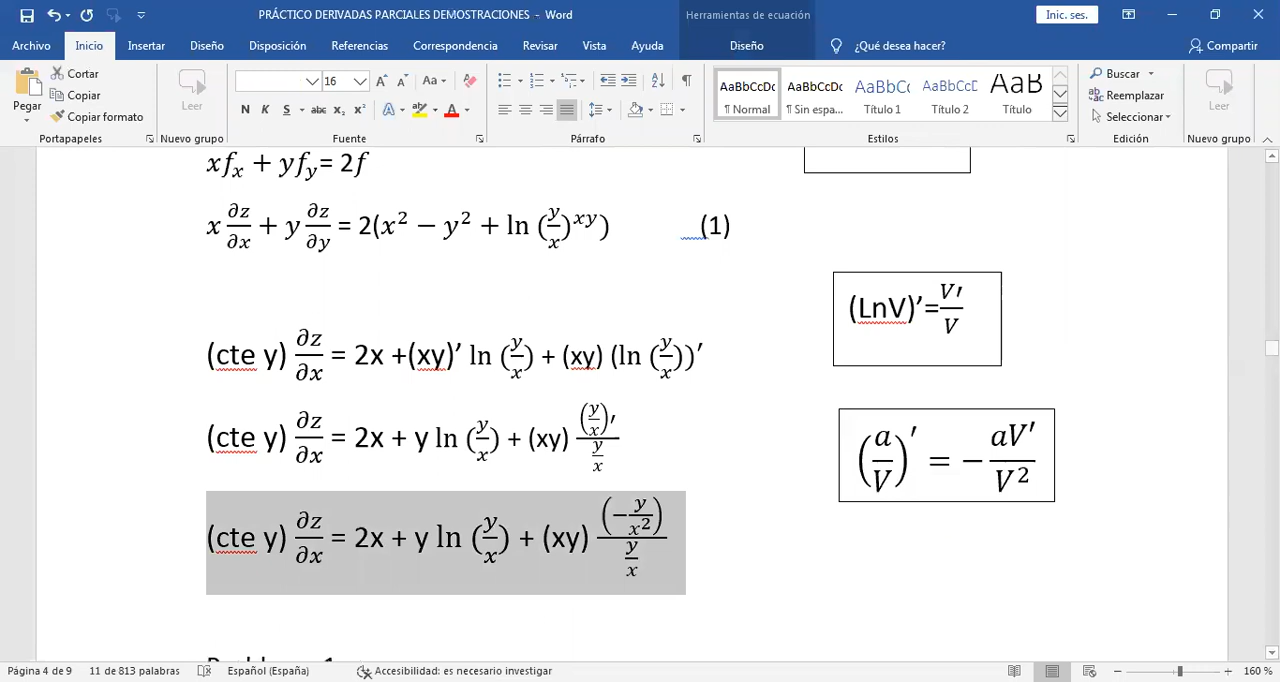 PRÁCTICO DERIVADAS PARCIALES DEMOSTRACIONES - Word
Herramientas de ecuación
Inic. ses.
Archivo Inicio Insertar Diseño Disposición Referencias Correspondencia Revisar Vista Ayuda Diseño ¿Qué desea hacer? Compartir
Pegar
Cortar
Copiar
Copiar formato
Portapapeles
Leer
Nuevo grupo
16
Aa
N K S abc x₂ x²
A A
Fuente
Párrafo
AaBbCcDc AaBbCcDc AaBbCc AaBbCcD AaB
¶ Normal ¶ Sin espa... Título 1 Título 2 Título
Estilos
Buscar
Reemplazar
Seleccionar
Edición
Leer
Nuevo grupo
xfₓ + yf_y= 2f
x ∂z/∂x + y ∂z/∂y = 2(x² − y² + ln (y/x)^xy) (1)
(LnV)’=V′/V
(cte y) ∂z/∂x = 2x +(xy)’ ln (y/x) + (xy) (ln (y/x))′
(cte y) ∂z/∂x = 2x + y ln (y/x) + (xy) (y/x)′/(y/x)
(a/V)′ = − aV′/V²
(cte y) ∂z/∂x = 2x + y ln (y/x) + (xy) (−y/x²)/(y/x)
Página 4 de 9 11 de 813 palabras Español (España) Accesibilidad: es necesario investigar 160 %